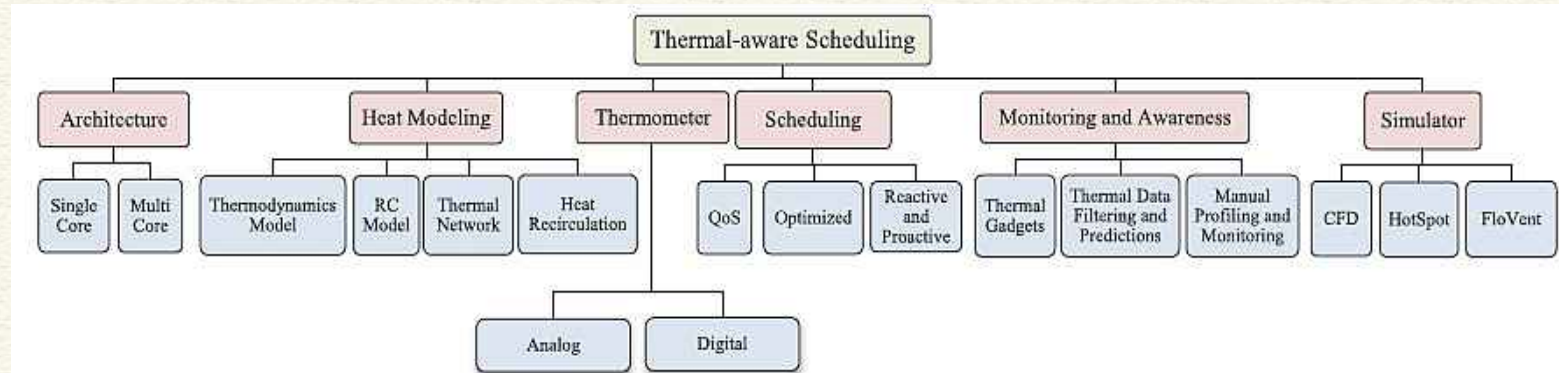 Thermal-aware Scheduling
Architecture
Heat Modeling
Thermometer
Scheduling
Monitoring and Awareness
Simulator
Single
Core
Multi
Core
Thermodynamics
Model
RC
Model
Thermal
Network
Heat
Recirculation
QoS
Optimized
Reactive
and
Proactive
Thermal
Gadgets
Thermal Data
Filtering and
Predictions
Manual
Profiling and
Monitoring
CFD
HotSpot
FloVent
Analog
Digital